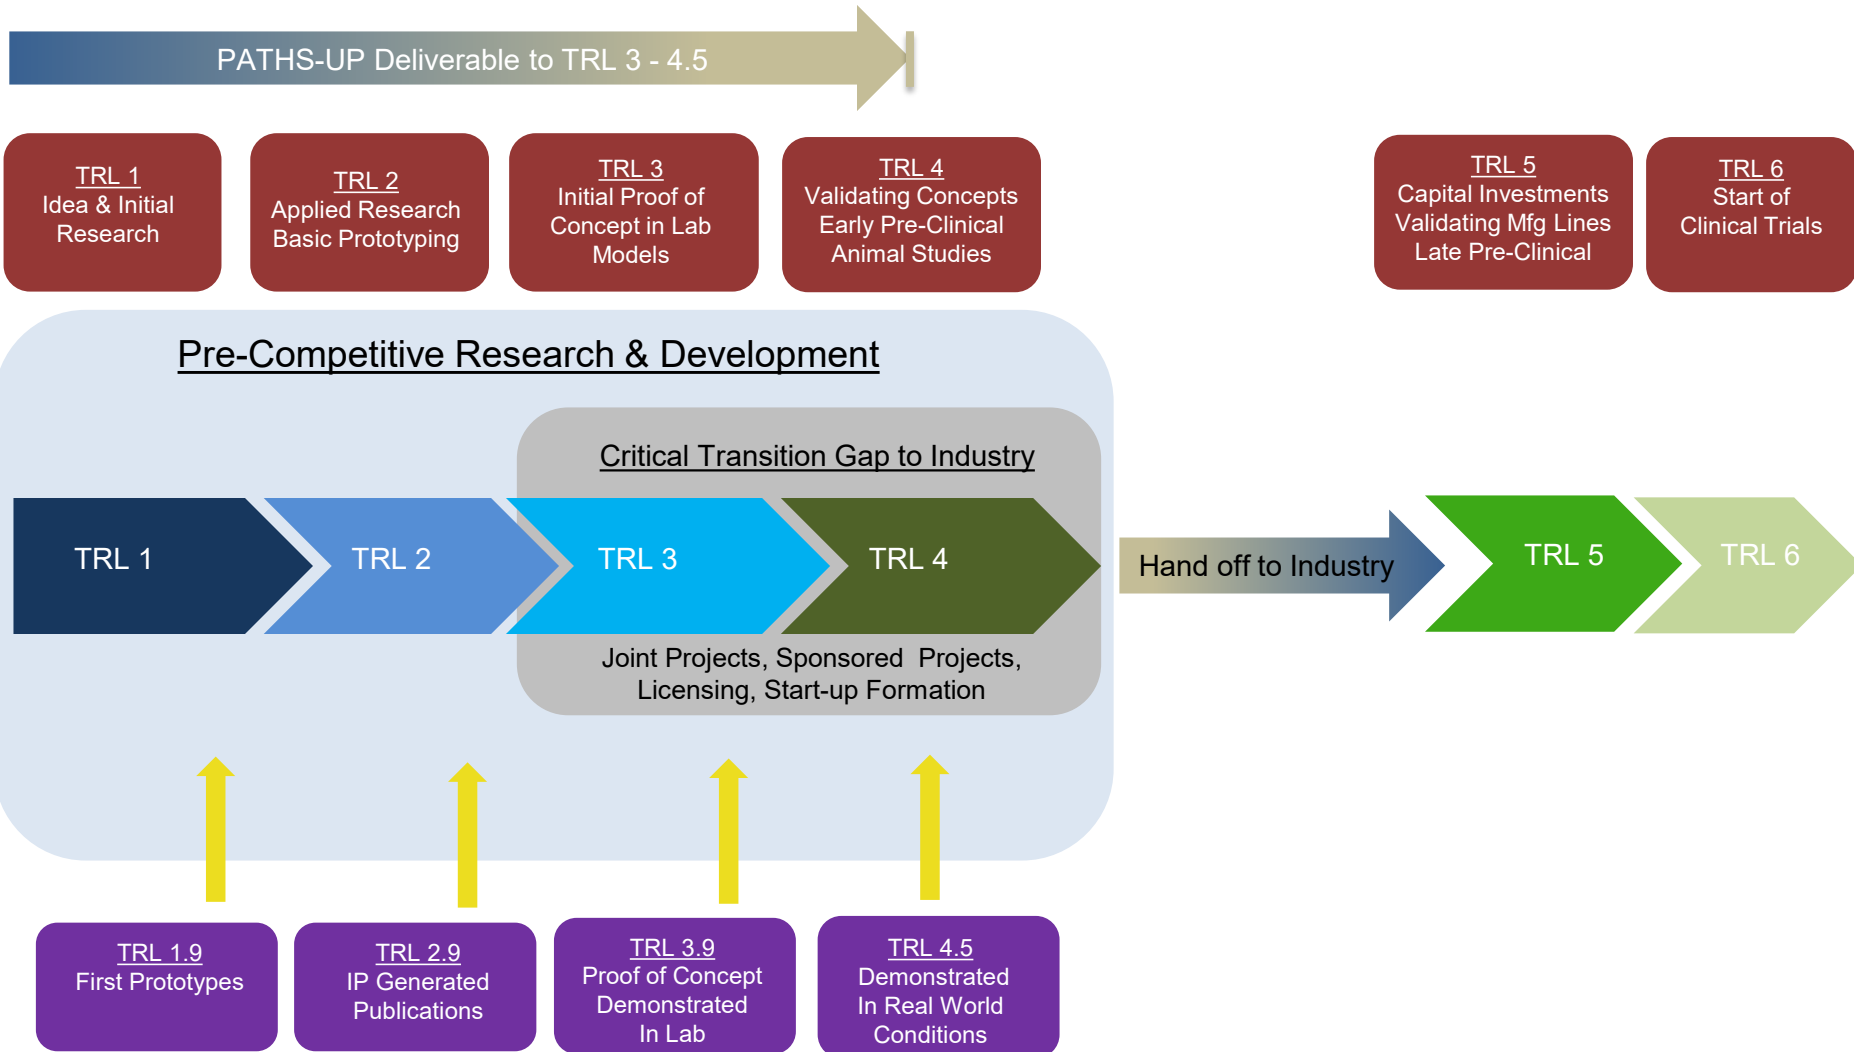 PATHS-UP Deliverable to TRL 3 - 4.5
TRL 1
Idea & Initial
Research
TRL 2
Applied Research
Basic Prototyping
TRL 3
Initial Proof of
Concept in Lab
Models
TRL 4
Validating Concepts
Early Pre-Clinical
Animal Studies
TRL 5
Capital Investments
Validating Mfg Lines
Late Pre-Clinical
TRL 6
Start of
Clinical Trials
Pre-Competitive Research & Development
Critical Transition Gap to Industry
TRL 1
TRL 2
TRL 3
TRL 4
Hand off to Industry
TRL 5
TRL 6
Joint Projects, Sponsored Projects,
Licensing, Start-up Formation
TRL 1.9
First Prototypes
TRL 2.9
IP Generated
Publications
TRL 3.9
Proof of Concept
Demonstrated
In Lab
TRL 4.5
Demonstrated
In Real World
Conditions